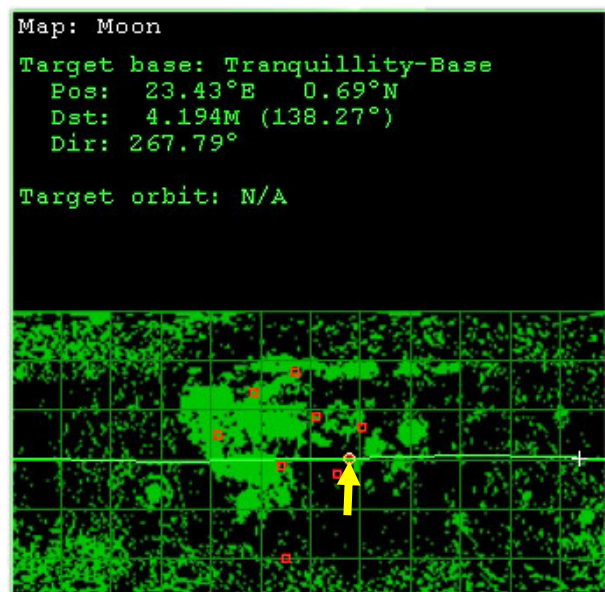 Map: Moon
Target base: Tranquillity-Base
Pos: 23.43°E 0.69°N
Dst: 4.194M (138.27°)
Dir: 267.79°
Target orbit: N/A